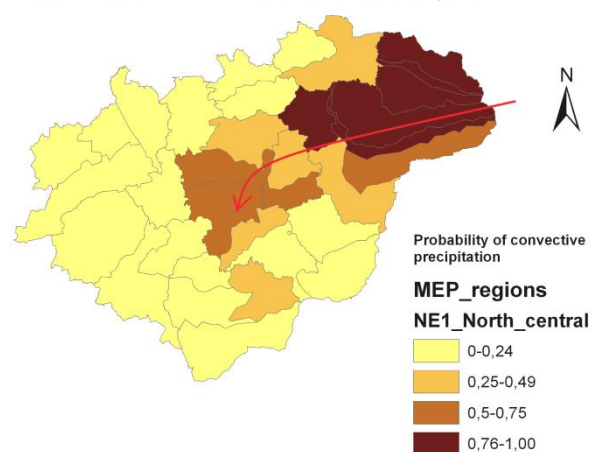 N
Probability of convective
precipitation
MEP_regions
NE1_North_central
0-0,24
0,25-0,49
0,5-0,75
0,76-1,00